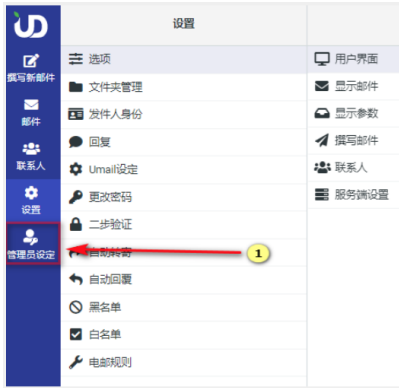 UD
撰写新邮件
邮件
联系人
设置
管理员设定
设置
选项
文件夹管理
发件人身份
回复
Umail设定
更改密码
二步验证
自动转寄
自动回覆
黑名单
白名单
电邮规则
用户界面
显示邮件
显示参数
撰写邮件
联系人
服务端设置
1